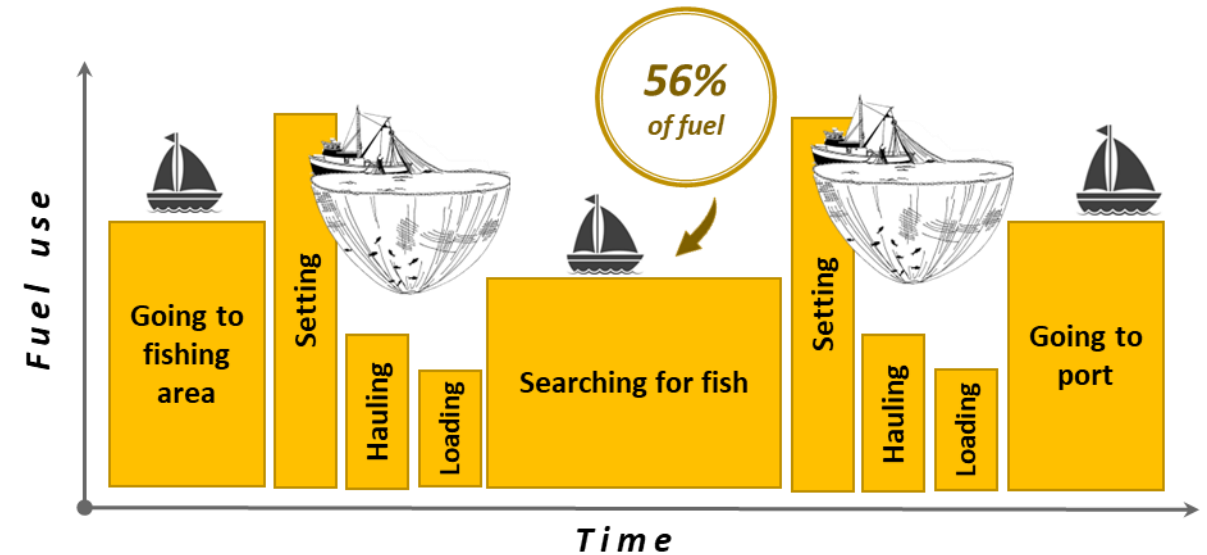 56%
of fuel
Fuel use
Going to
fishing
area
Setting
Hauling
Loading
Searching for fish
Setting
Hauling
Loading
Going to
port
Time